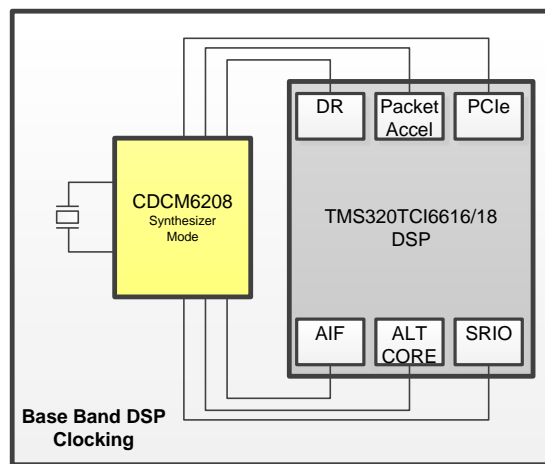 DR
Packet
Accel
PCIe
CDCM6208
Synthesizer
Mode
TMS320TCI6616/18
DSP
AIF
ALT
CORE
SRIO
Base Band DSP
Clocking